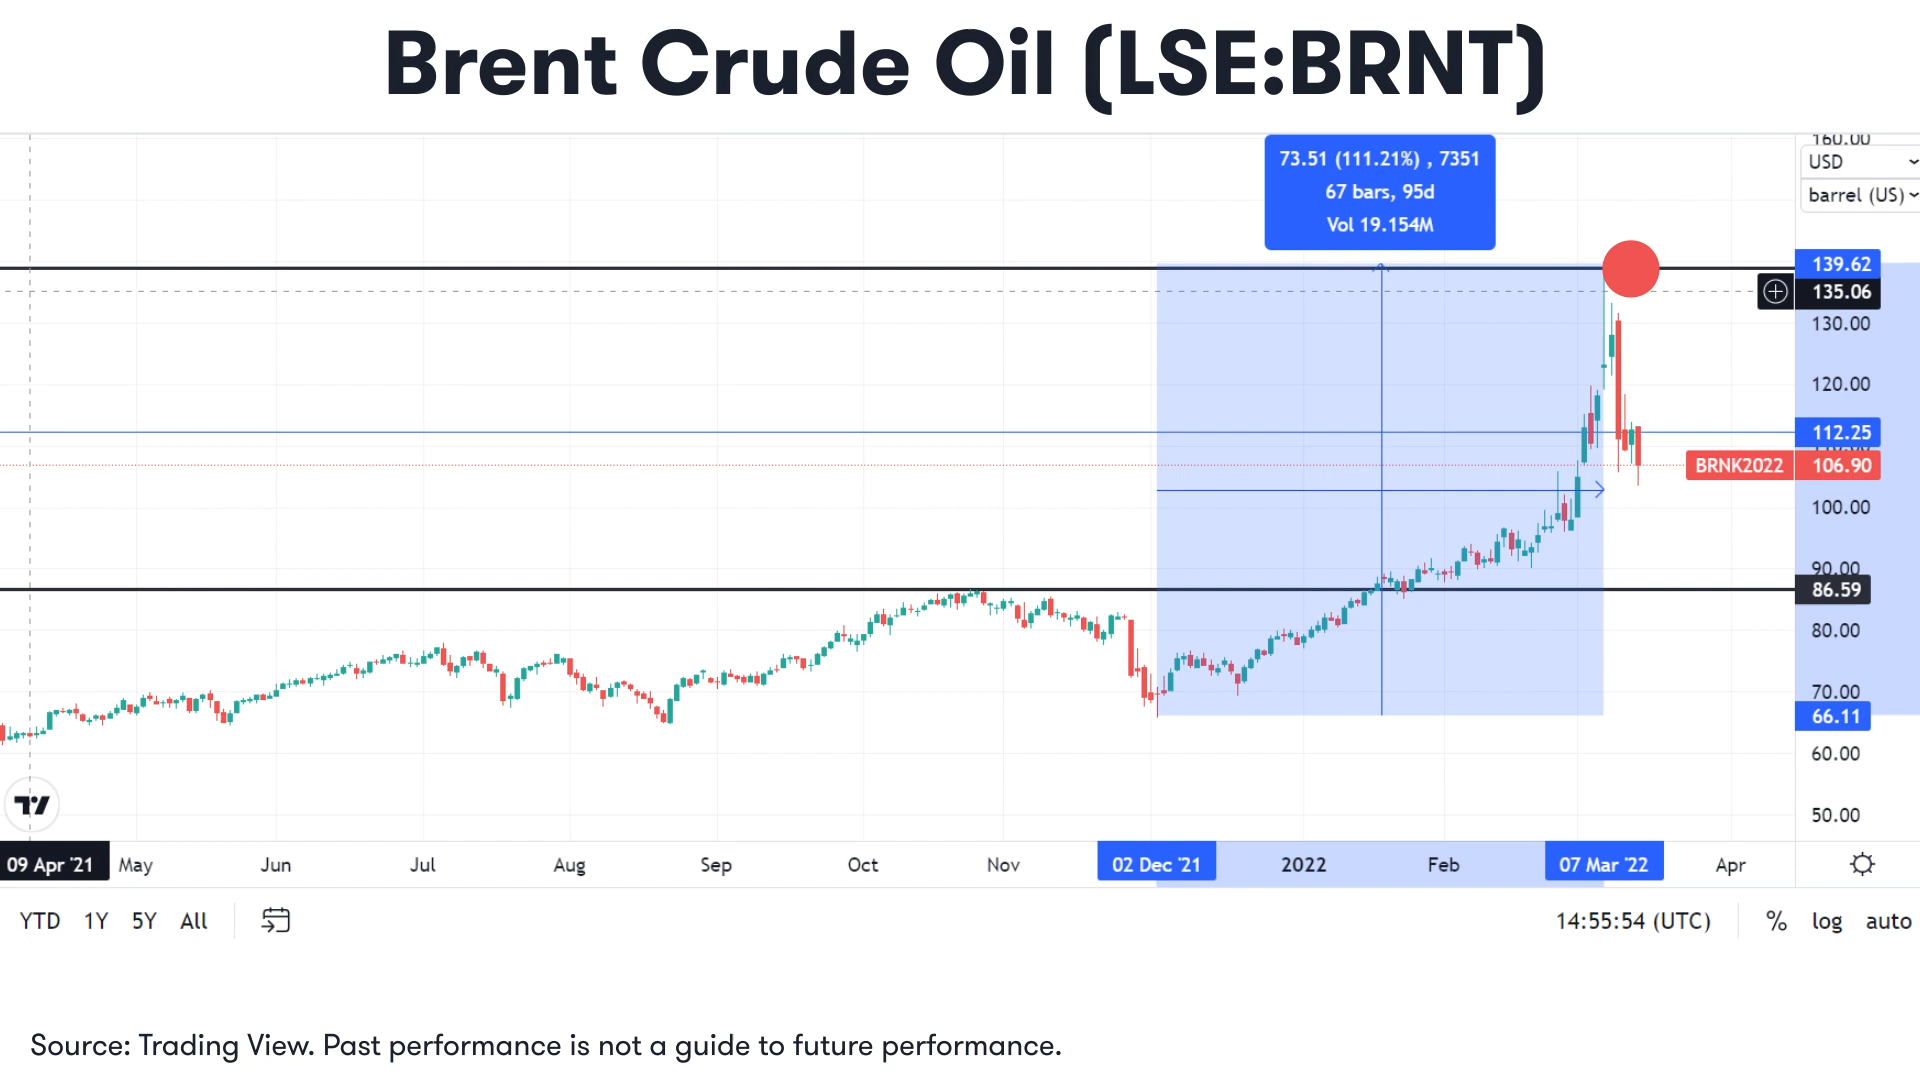 Brent Crude Oil (LSE:BRNT)
73.51 (111.21%) , 7351
67 bars, 95d
Vol 19.154M
160.00
USD
barrel (US)
139.62
135.06
130.00
120.00
112.25
BRNK2022 106.90
100.00
90.00
86.59
80.00
70.00
66.11
60.00
50.00
09 Apr '21 May Jun Jul Aug Sep Oct Nov 02 Dec '21 2022 Feb 07 Mar '22 Apr
YTD 1Y 5Y All 14:55:54 (UTC) % log auto
Source: Trading View. Past performance is not a guide to future performance.